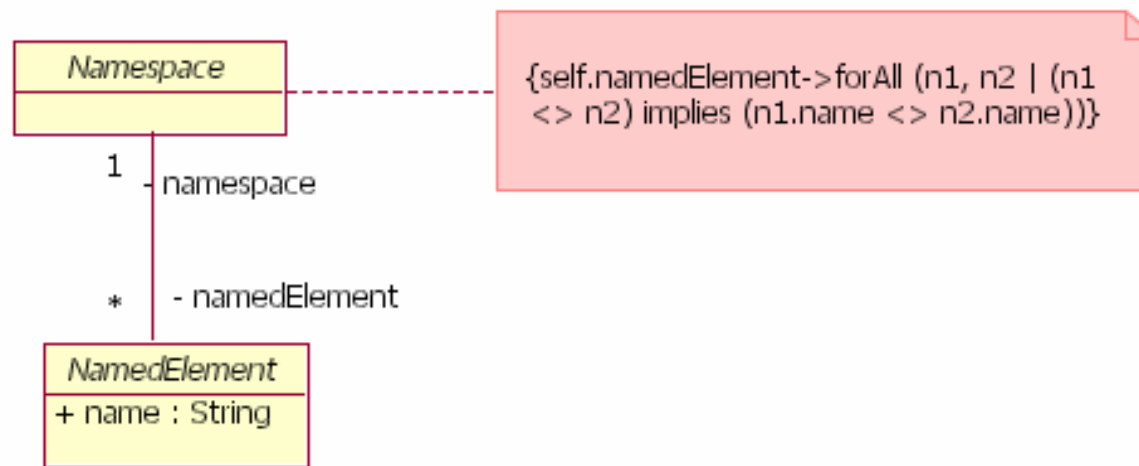 Namespace
{self.namedElement->forAll (n1, n2 | (n1
<> n2) implies (n1.name <> n2.name))}
1
- namespace
* - namedElement
NamedElement
+ name : String